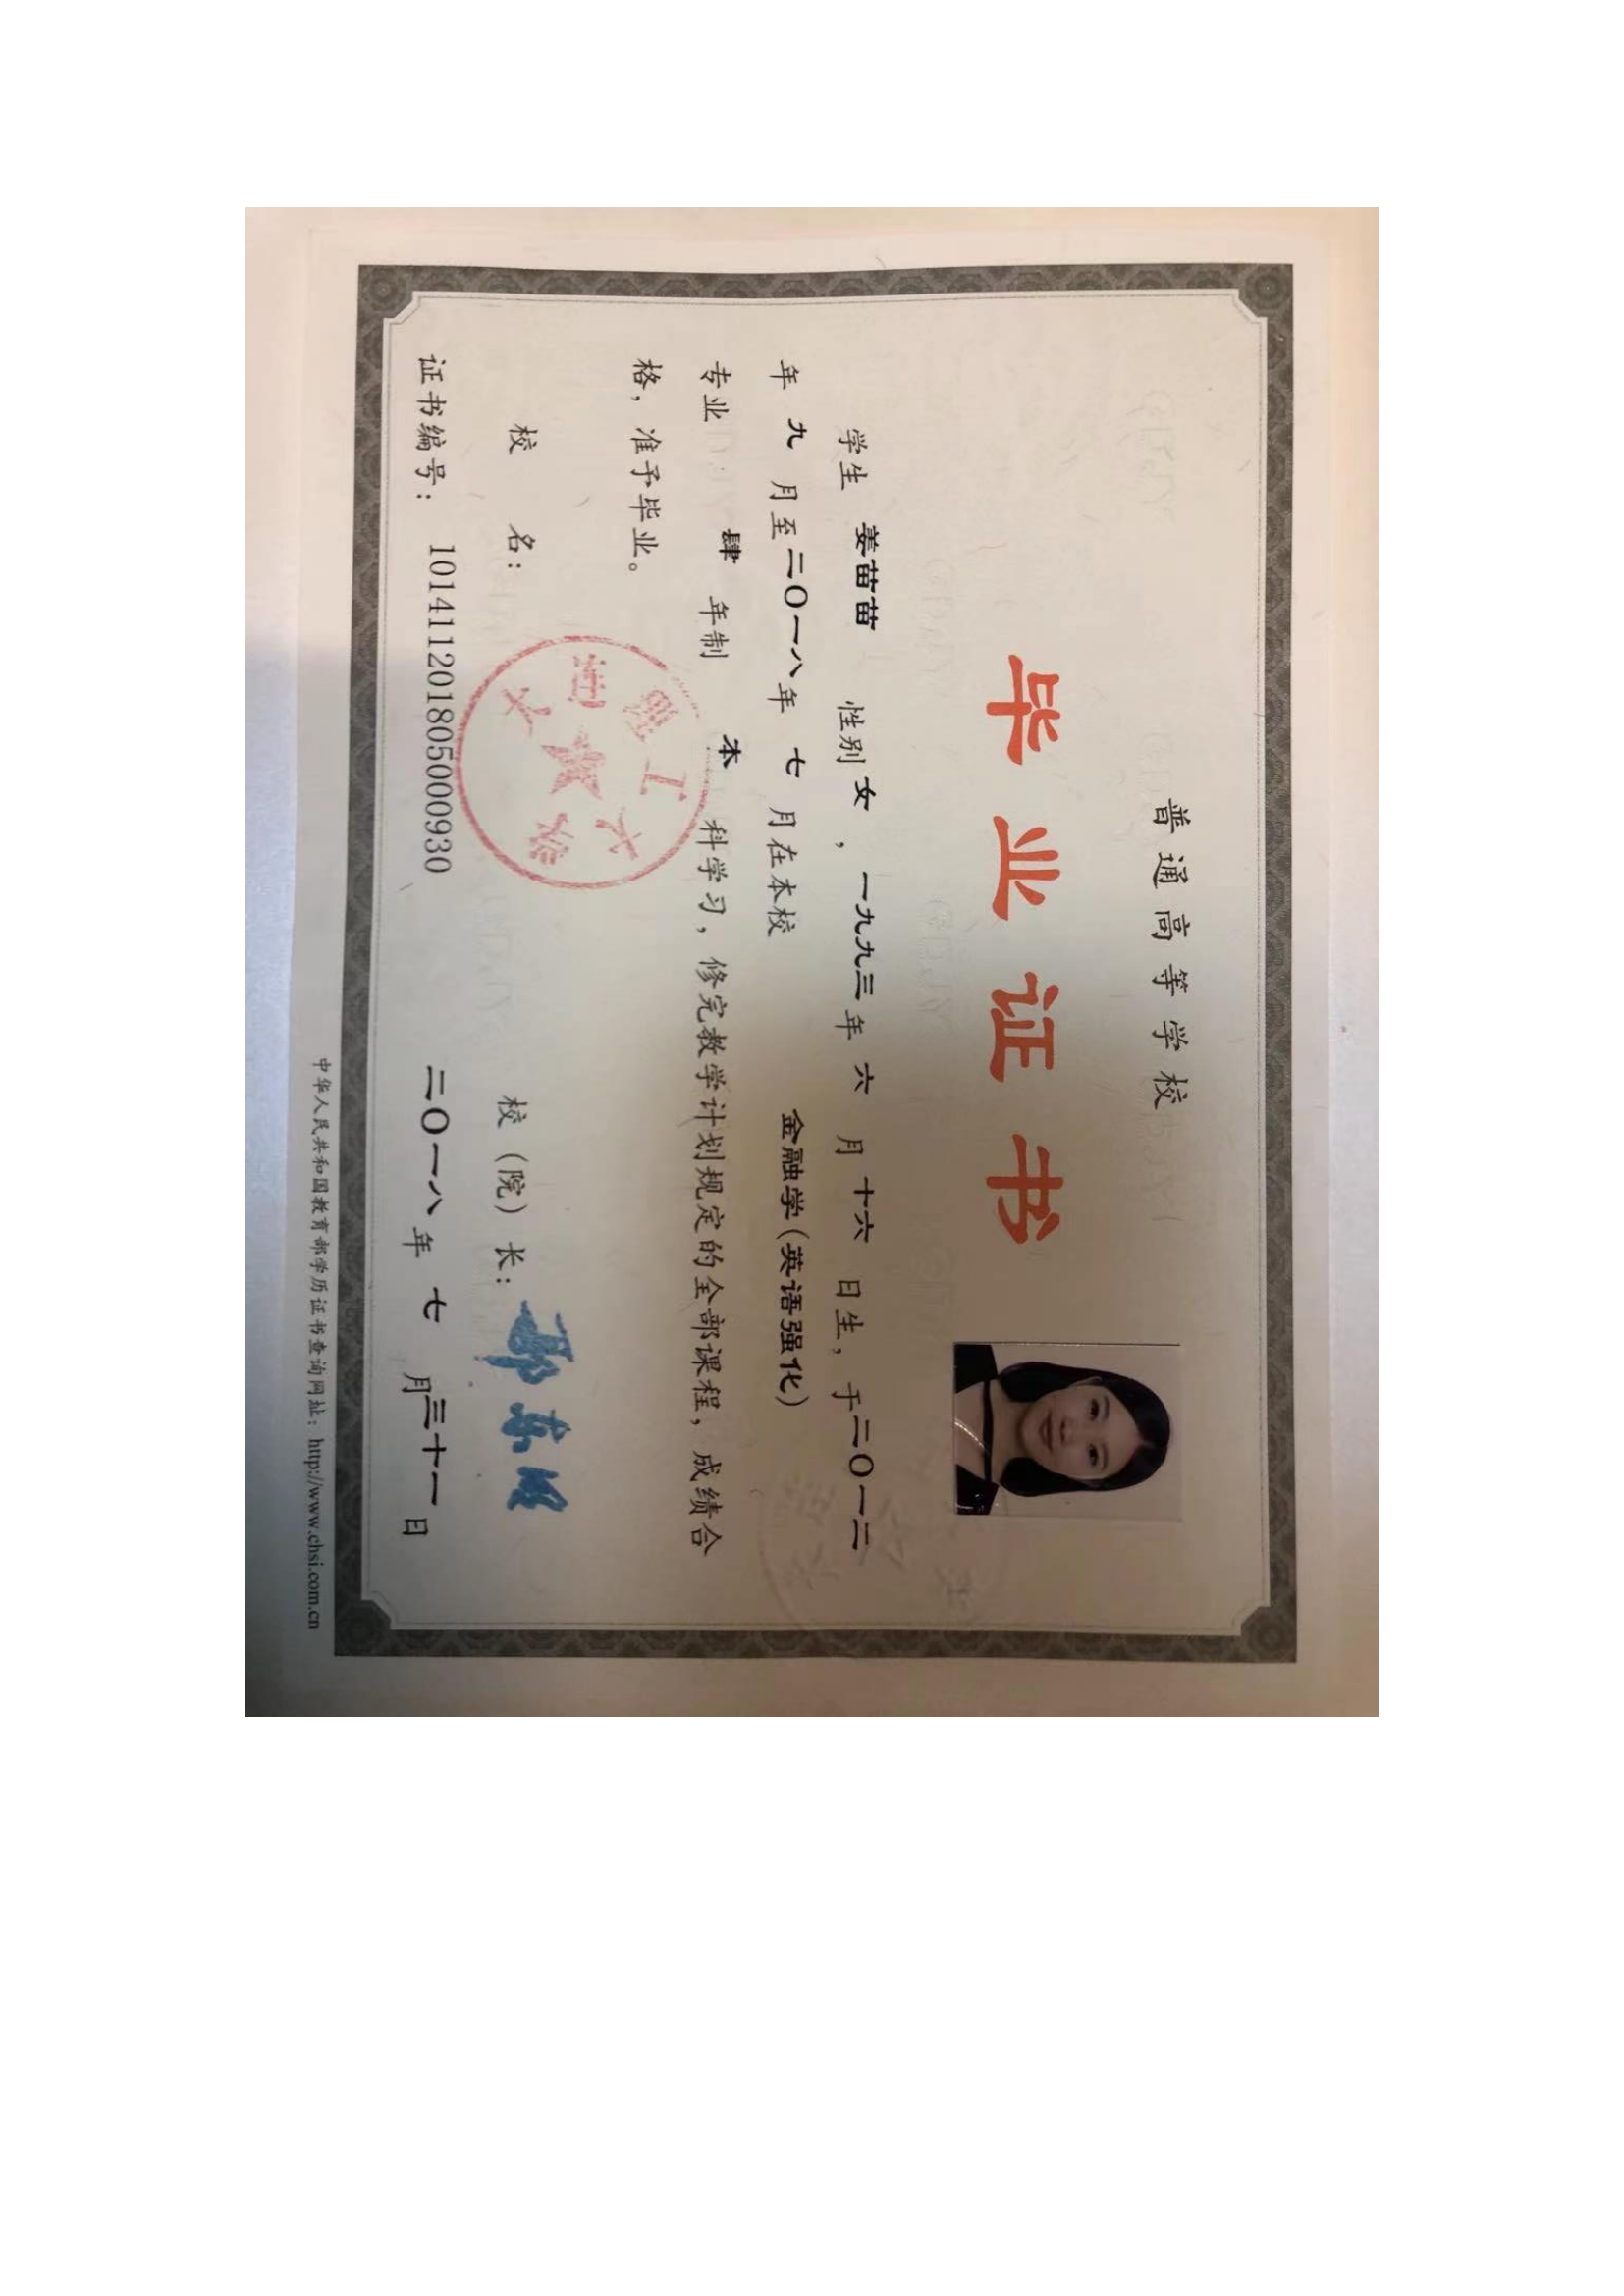 普通高等学校
毕业证书
学生 姜苗苗 性别 女 ，一九九三年 六 月 十六 日生，于二〇一二
年 九 月至二〇一八年 七 月在本校 金融学(英语强化)
专业 肆 年制 本 科学习，修完教学计划规定的全部课程，成绩合
格，准予毕业。
大连理工大学
校 名： 校（院）长：
证书编号： 101411201805000930 二〇一八年 七 月三十一日
中华人民共和国教育部学历证书查询网址：http://www.chsi.com.cn